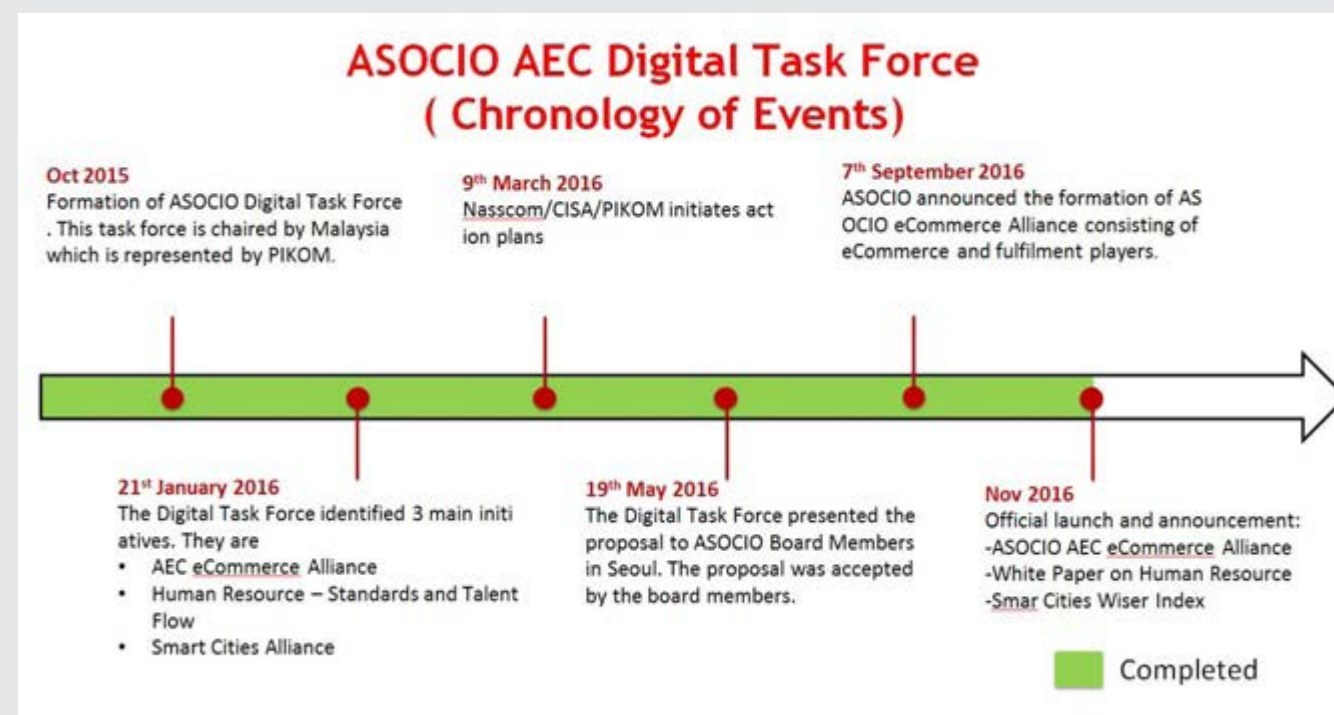 ASOCIO AEC Digital Task Force
( Chronology of Events)
Oct 2015
Formation of ASOCIO Digital Task Force
. This task force is chaired by Malaysia
which is represented by PIKOM.
9th March 2016
Nasscom/CISA/PIKOM initiates act
ion plans
7th September 2016
ASOCIO announced the formation of AS
OCIO eCommerce Alliance consisting of
eCommerce and fulfilment players.
21st January 2016
The Digital Task Force identified 3 main initi
atives. They are
• AEC eCommerce Alliance
• Human Resource – Standards and Talent
Flow
• Smart Cities Alliance
19th May 2016
The Digital Task Force presented the
proposal to ASOCIO Board Members
in Seoul. The proposal was accepted
by the board members.
Nov 2016
Official launch and announcement:
-ASOCIO AEC eCommerce Alliance
-White Paper on Human Resource
-Smar Cities Wiser Index
Completed